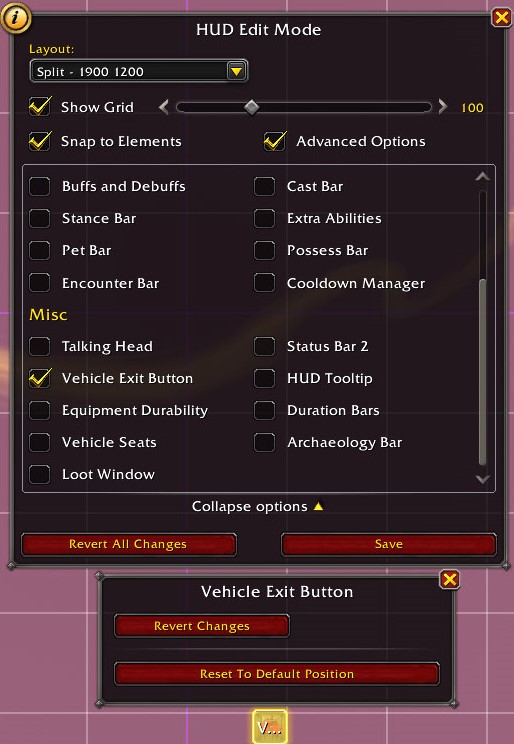 HUD Edit Mode
Layout:
Split - 1900 1200
Show Grid 100
Snap to Elements Advanced Options
Buffs and Debuffs Cast Bar
Stance Bar Extra Abilities
Pet Bar Possess Bar
Encounter Bar Cooldown Manager
Misc
Talking Head Status Bar 2
Vehicle Exit Button HUD Tooltip
Equipment Durability Duration Bars
Vehicle Seats Archaeology Bar
Loot Window
Collapse options
Revert All Changes Save
Vehicle Exit Button
Revert Changes
Reset To Default Position
V...